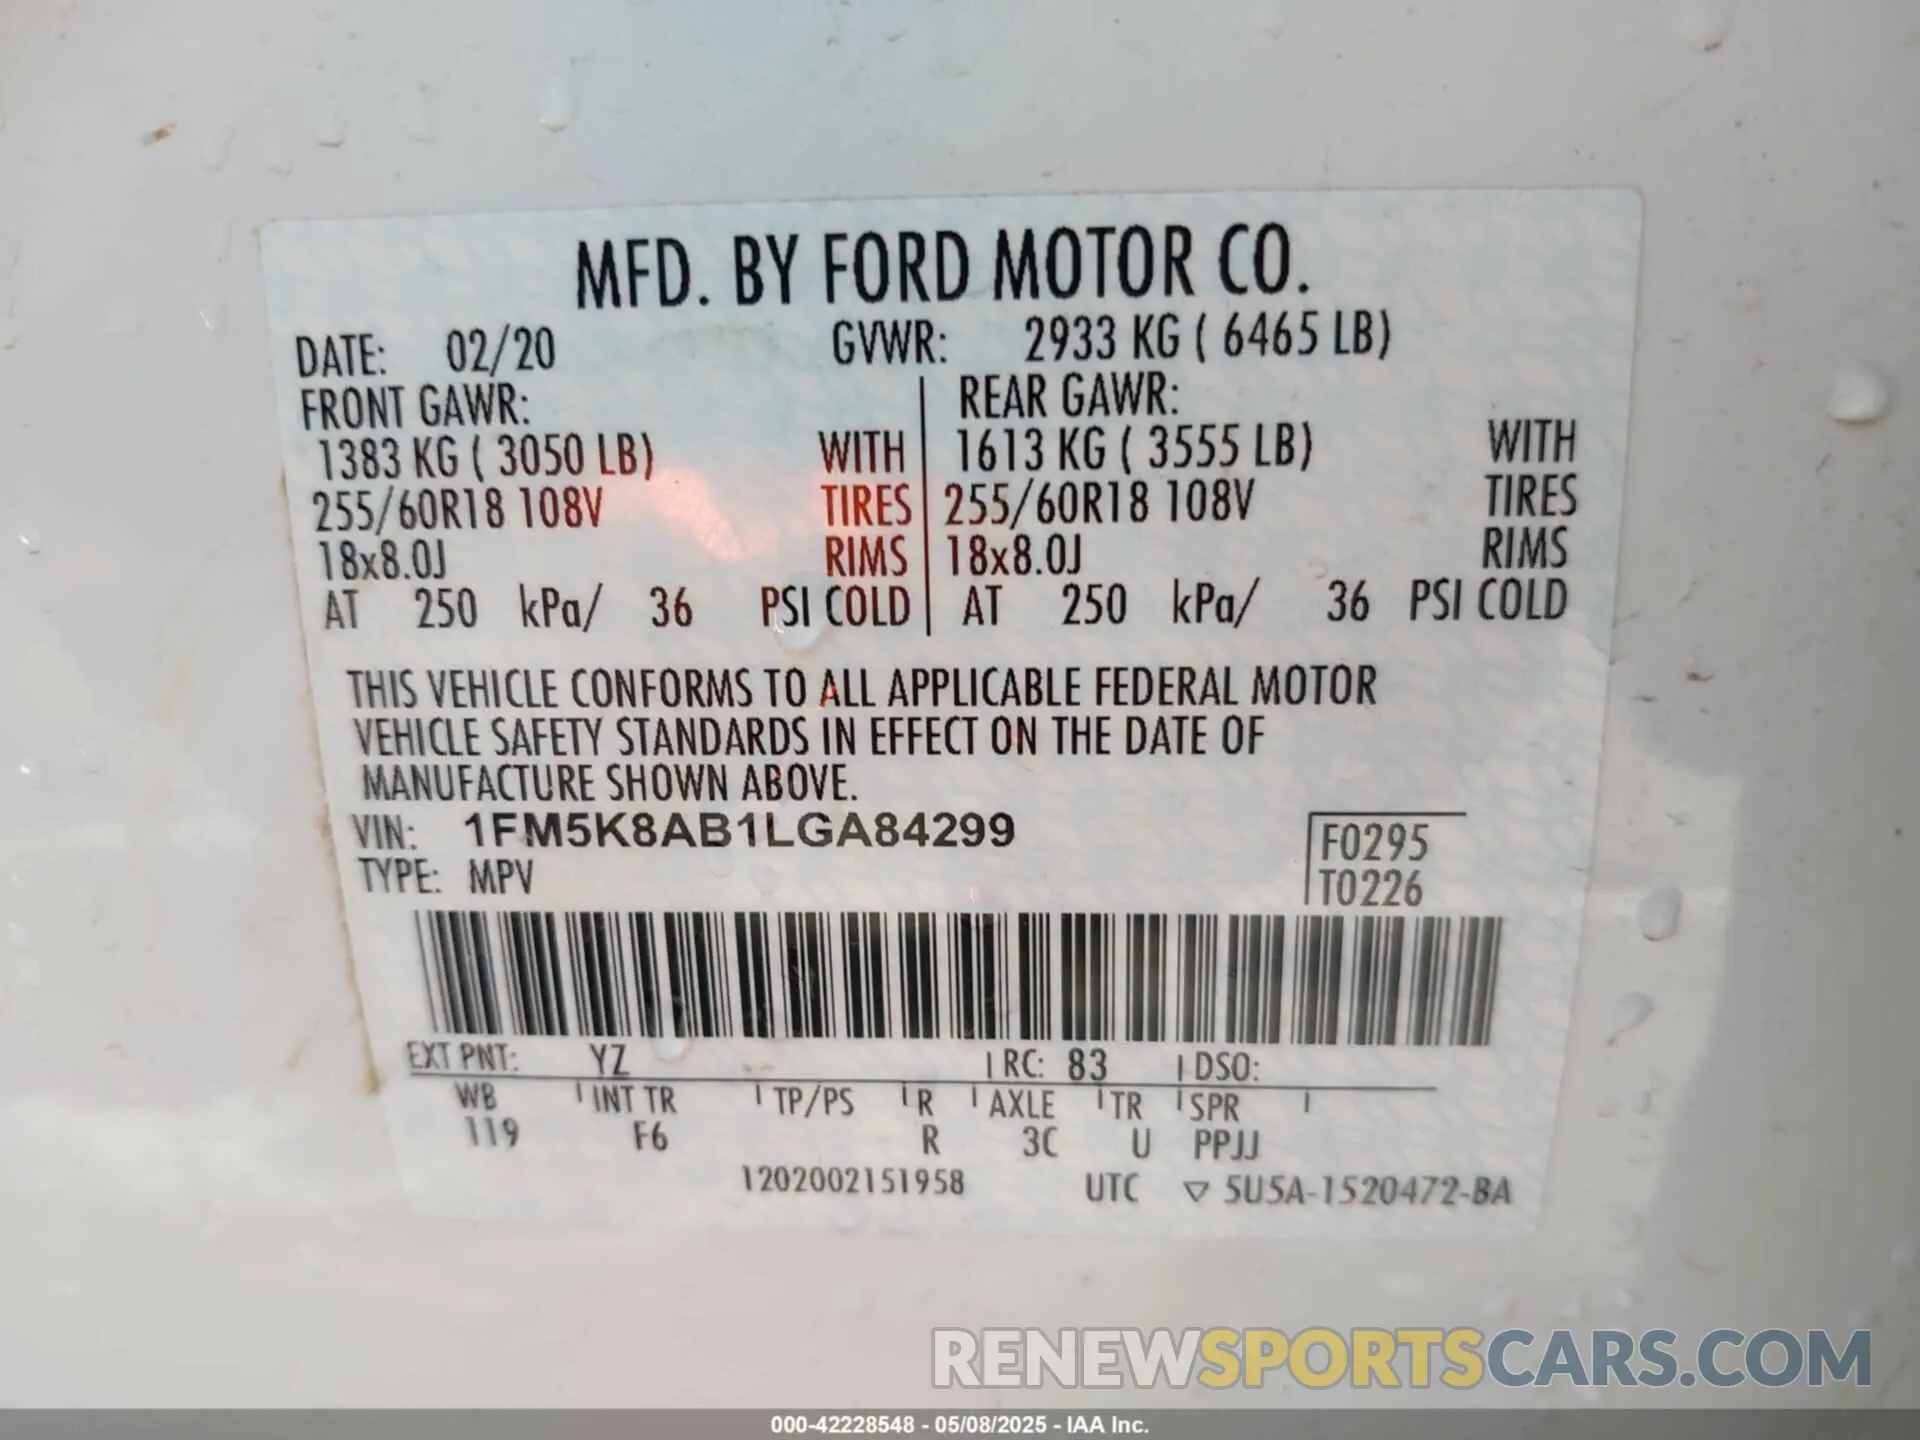 MFD. BY FORD MOTOR CO.
DATE: 02/20 GVWR: 2933 KG ( 6465 LB)
FRONT GAWR: REAR GAWR:
1383 KG ( 3050 LB) WITH 1613 KG ( 3555 LB) WITH
255/60R18 108V TIRES 255/60R18 108V TIRES
18x8.0J RIMS 18x8.0J RIMS
AT 250 kPa/ 36 PSI COLD AT 250 kPa/ 36 PSI COLD
THIS VEHICLE CONFORMS TO ALL APPLICABLE FEDERAL MOTOR
VEHICLE SAFETY STANDARDS IN EFFECT ON THE DATE OF
MANUFACTURE SHOWN ABOVE.
VIN: 1FM5K8AB1LGA84299 F0295
TYPE: MPV T0226
EXT PNT: YZ RC: 83 DSO:
WB INT TR TP/PS R AXLE TR SPR
119 F6 R 3C U PPJJ
1202002151958 UTC ▽ 5U5A-1520472-BA
RENEWSPORTSCARS.COM
000-42228548 - 05/08/2025 - IAA Inc.